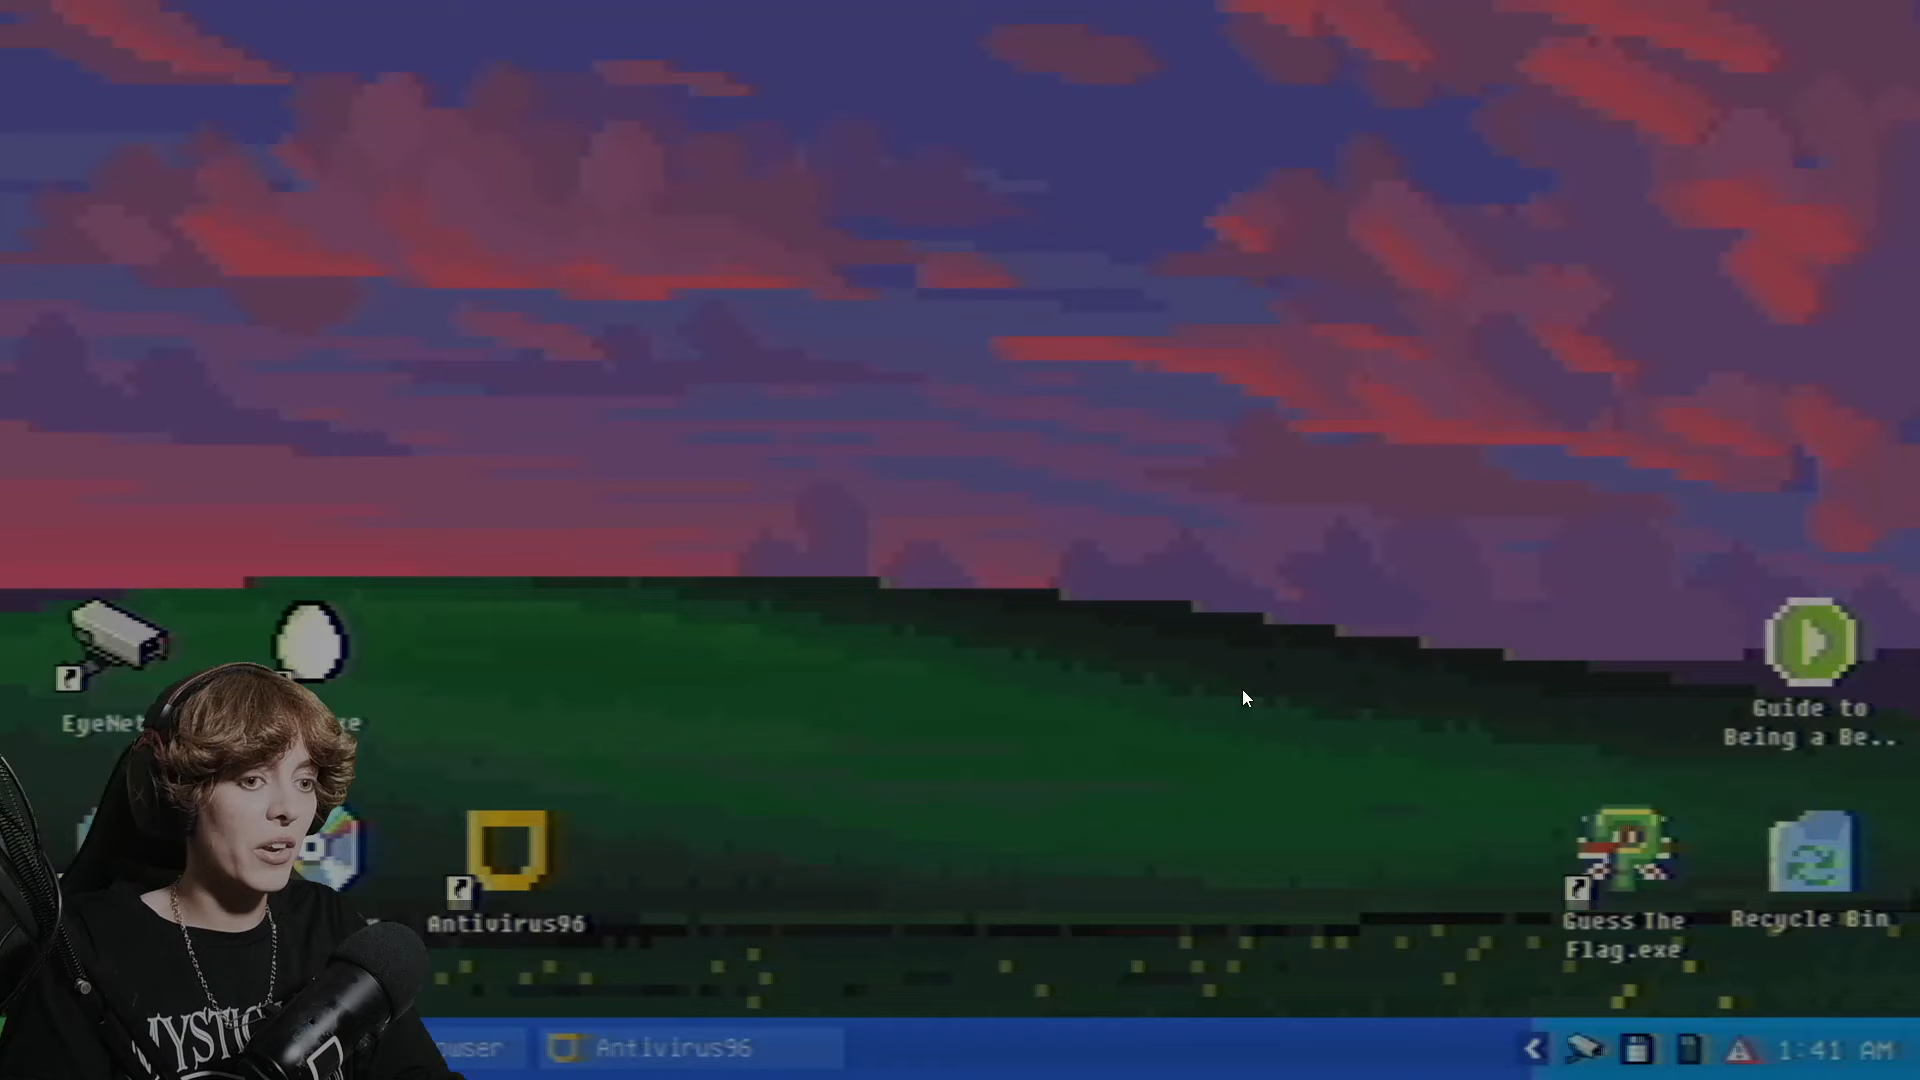 EyeNet
Guide to
Being a Be..
Antivirus96
Guess The
Flag.exe
Recycle Bin
Antivirus96
1:41 AM